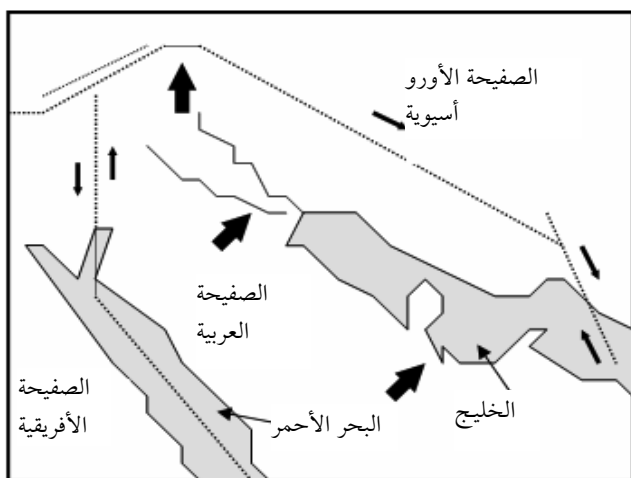 الصفيحة الأورو
أسيوية
الصفيحة
العربية
الصفيحة
الأفريقية
البحر الأحمر
الخليج